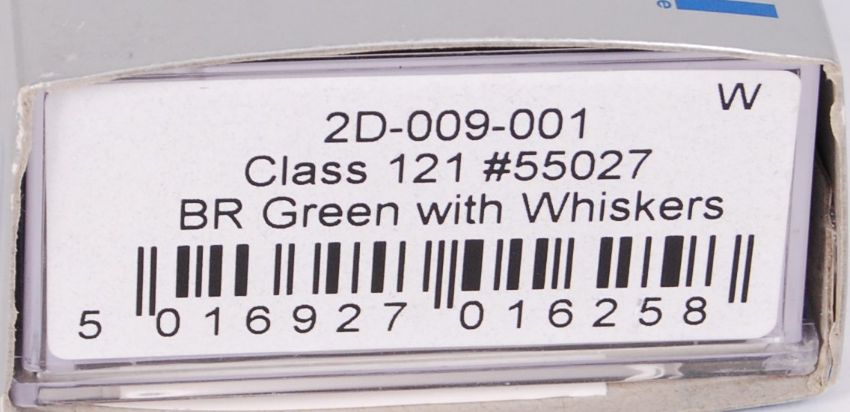 W
2D-009-001
Class 121 #55027
BR Green with Whiskers
5 016927 016258